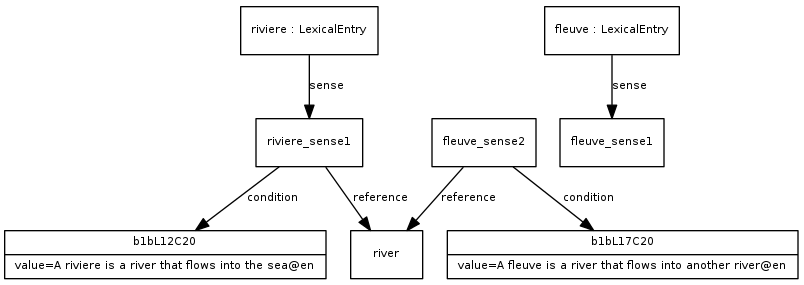 riviere : LexicalEntry
fleuve : LexicalEntry
sense
sense
riviere_sense1
fleuve_sense2
fleuve_sense1
condition
reference
reference
condition
b1bL12C20
value=A riviere is a river that flows into the sea@en
river
b1bL17C20
value=A fleuve is a river that flows into another river@en